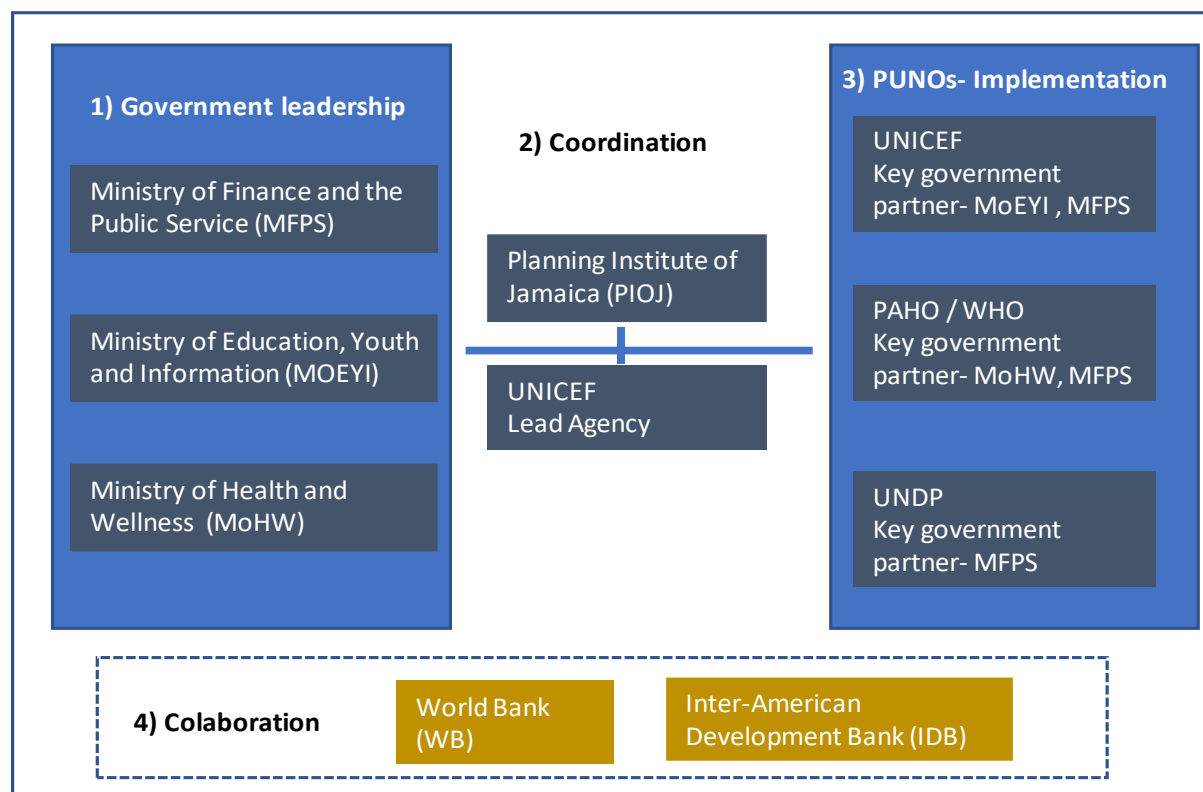 1) Government leadership
Ministry of Finance and the
Public Service (MFPS)
Ministry of Education, Youth
and Information (MOEYI)
Ministry of Health and
Wellness (MoHW)
2) Coordination
Planning Institute of
Jamaica (PIOJ)
UNICEF
Lead Agency
3) PUNOs- Implementation
UNICEF
Key government
partner- MoEYI , MFPS
PAHO / WHO
Key government
partner- MoHW, MFPS
UNDP
Key government
partner- MFPS
4) Colaboration
World Bank
(WB)
Inter-American
Development Bank (IDB)